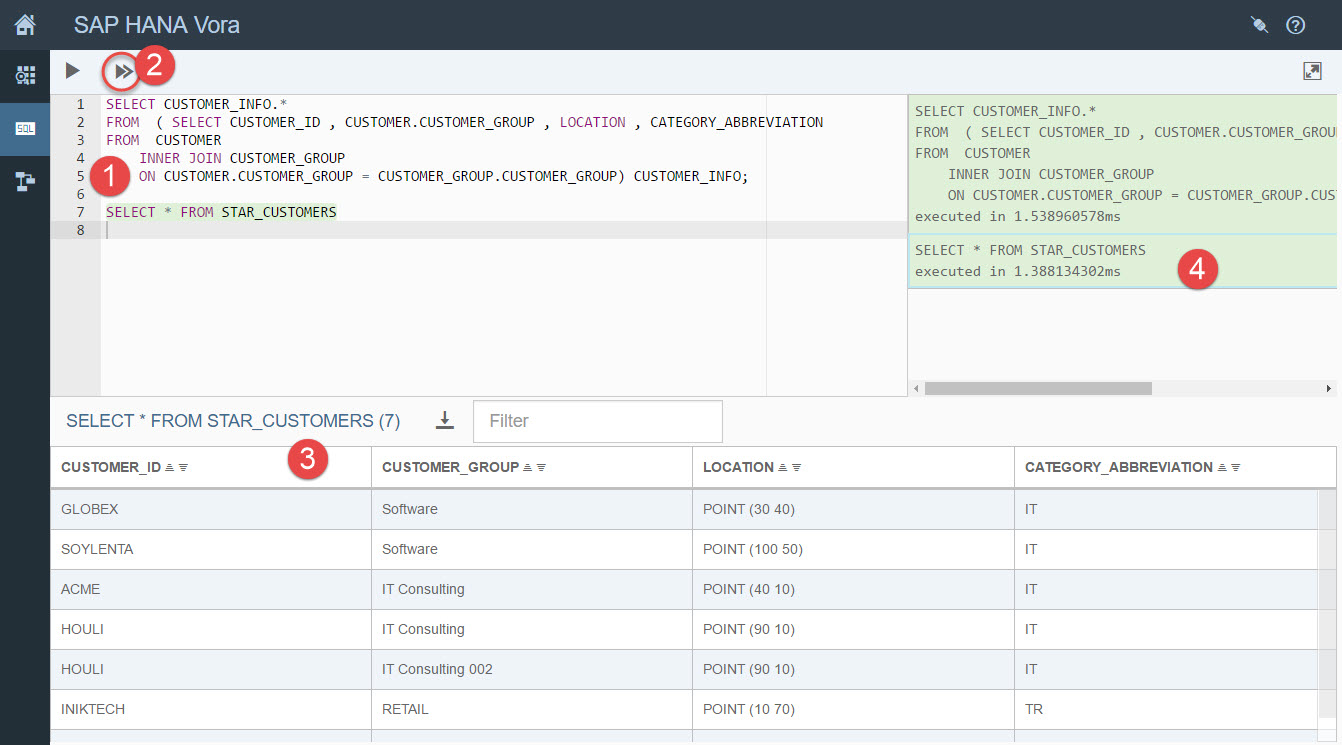 SAP HANA Vora
2
1 SELECT CUSTOMER_INFO.*
2 FROM  ( SELECT CUSTOMER_ID , CUSTOMER.CUSTOMER_GROUP , LOCATION , CATEGORY_ABBREVIATION
3 FROM  CUSTOMER
4     INNER JOIN CUSTOMER_GROUP
1
5     ON CUSTOMER.CUSTOMER_GROUP = CUSTOMER_GROUP.CUSTOMER_GROUP) CUSTOMER_INFO;
6
7 SELECT * FROM STAR_CUSTOMERS
8
SELECT CUSTOMER_INFO.*
FROM  ( SELECT CUSTOMER_ID , CUSTOMER.CUSTOMER_GROU
FROM  CUSTOMER
    INNER JOIN CUSTOMER_GROUP
    ON CUSTOMER.CUSTOMER_GROUP = CUSTOMER_GROUP.CUS
executed in 1.538960578ms
SELECT * FROM STAR_CUSTOMERS
executed in 1.388134302ms
4
SQL
SELECT * FROM STAR_CUSTOMERS (7)
Filter
3
CUSTOMER_ID CUSTOMER_GROUP LOCATION CATEGORY_ABBREVIATION
GLOBEX Software POINT (30 40) IT
SOYLENTA Software POINT (100 50) IT
ACME IT Consulting POINT (40 10) IT
HOULI IT Consulting POINT (90 10) IT
HOULI IT Consulting 002 POINT (90 10) IT
INIKTECH RETAIL POINT (10 70) TR